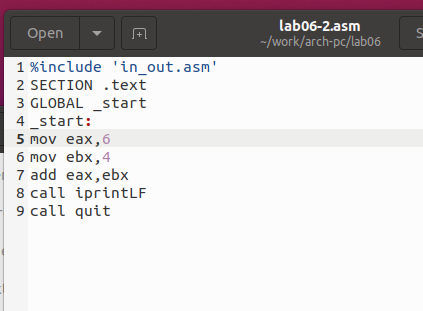 Open
lab06-2.asm
~/work/arch-pc/lab06
S
1 %include 'in_out.asm'
2 SECTION .text
3 GLOBAL _start
4 _start:
5 mov eax,6
6 mov ebx,4
7 add eax,ebx
8 call iprintLF
9 call quit